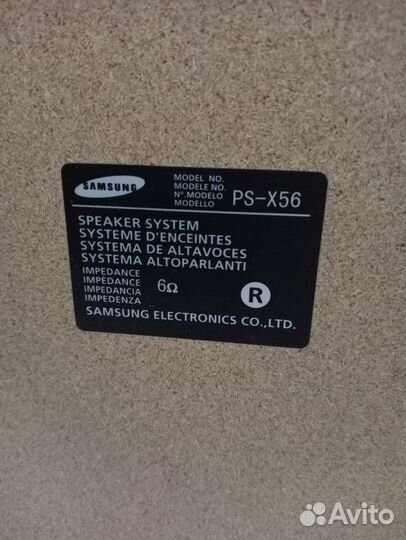 SAMSUNG
MODEL NO.
MODELE NO.
N°.MODELO
MODELLO
PS-X56
SPEAKER SYSTEM
SYSTEME D'ENCEINTES
SYSTEMA DE ALTAVOCES
SYSTEMA ALTOPARLANTI
IMPEDANCE
IMPÉDANCE
IMPEDANCIA
IMPEDENZA
6Ω
R
SAMSUNG ELECTRONICS CO.,LTD.
Avito